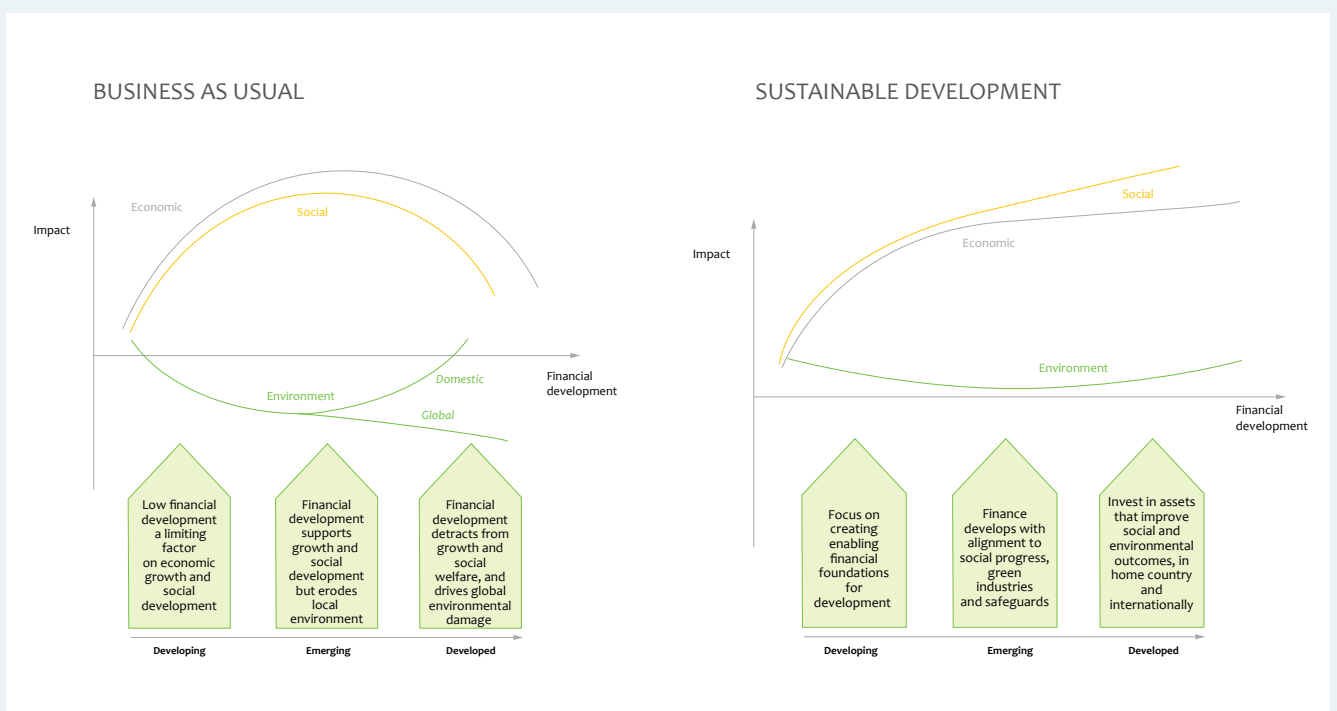 BUSINESS AS USUAL
Economic
Social
Impact
Financial
development
Domestic
Environment
Global
Low financial
development
a limiting
factor
on economic
growth and
social
development
Financial
development
supports
growth and
social
development
but erodes
local
environment
Financial
development
detracts from
growth and
social
welfare, and
drives global
environmental
damage
Developing
Emerging
Developed
SUSTAINABLE DEVELOPMENT
Social
Economic
Impact
Environment
Financial
development
Focus on
creating
enabling
financial
foundations
for
development
Finance
develops with
alignment to
social progress,
green
industries
and safeguards
Invest in assets
that improve
social and
environmental
outcomes, in
home country
and
internationally
Developing
Emerging
Developed